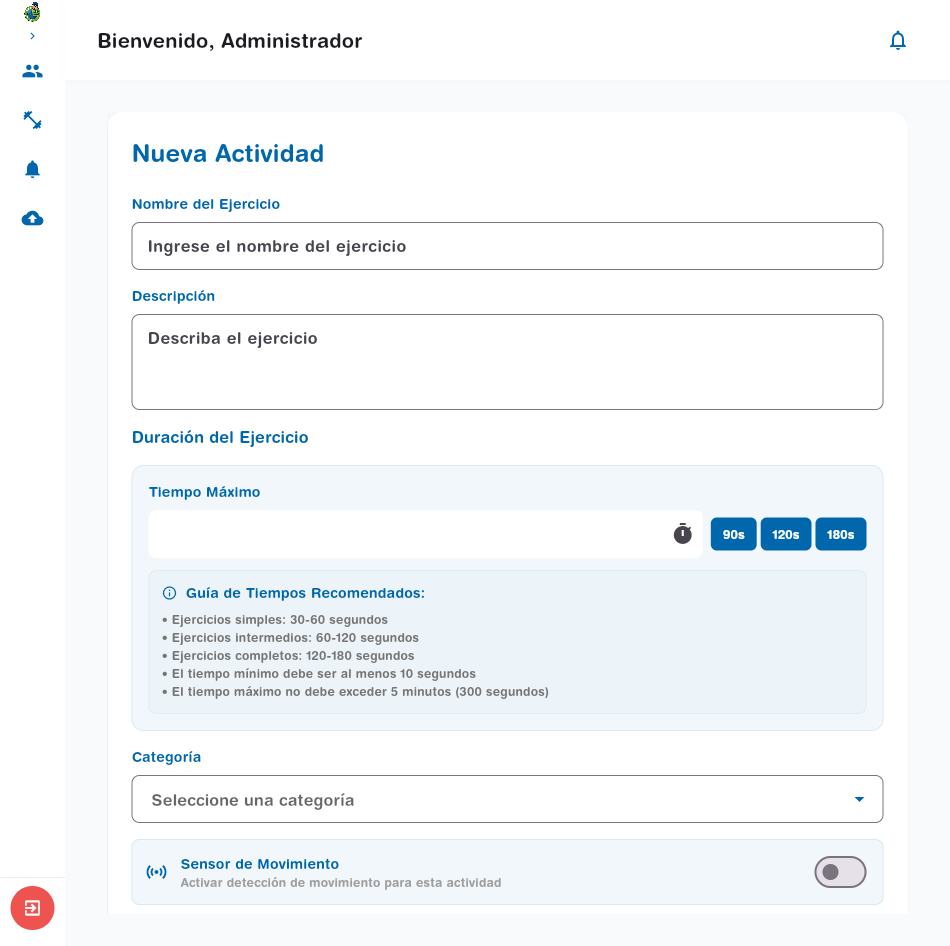 Bienvenido, Administrador
Nueva Actividad
Nombre del Ejercicio
Ingrese el nombre del ejercicio
Descripción
Describa el ejercicio
Duración del Ejercicio
Tiempo Máximo
90s 120s 180s
Guía de Tiempos Recomendados:
• Ejercicios simples: 30-60 segundos
• Ejercicios intermedios: 60-120 segundos
• Ejercicios completos: 120-180 segundos
• El tiempo mínimo debe ser al menos 10 segundos
• El tiempo máximo no debe exceder 5 minutos (300 segundos)
Categoría
Seleccione una categoría
Sensor de Movimiento
Activar detección de movimiento para esta actividad